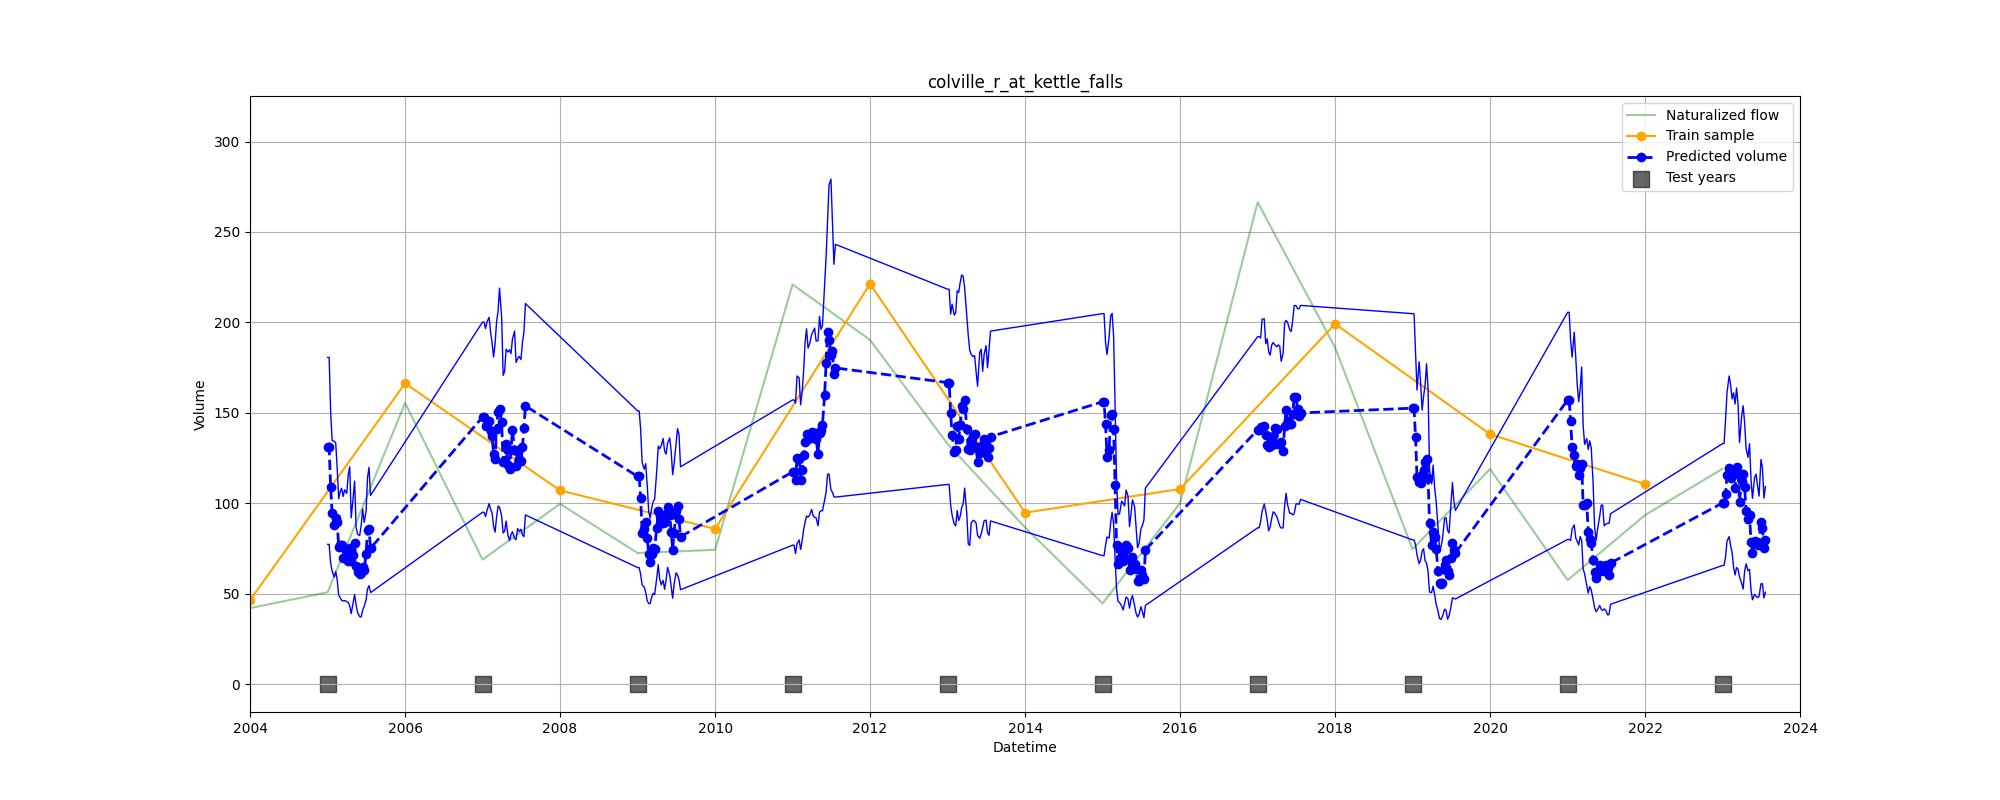 colville_r_at_kettle_falls
Naturalized flow
Train sample
Predicted volume
Test years
300
250
200
150
100
50
0
Volume
2004 2006 2008 2010 2012 2014 2016 2018 2020 2022 2024
Datetime